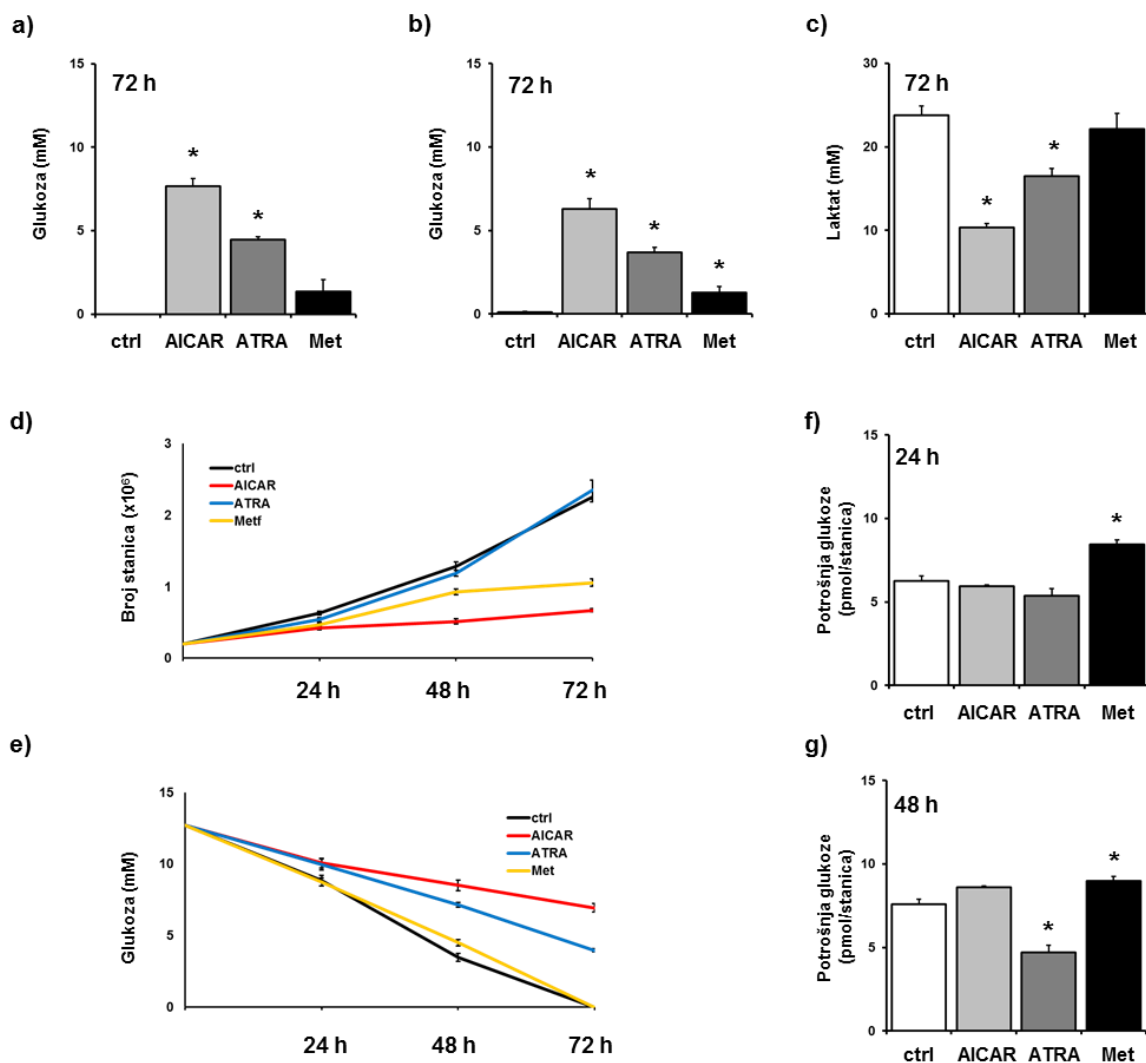 a)
72 h
Glukoza (mM)
15
10
5
0
*
*
ctrl AICAR ATRA Met
b)
72 h
Glukoza (mM)
15
10
5
0
*
*
*
ctrl AICAR ATRA Met
c)
72 h
Laktat (mM)
30
20
10
0
*
*
ctrl AICAR ATRA Met
d)
Broj stanica (x10⁶)
3
2
1
0
ctrl
AICAR
ATRA
Metf
24 h 48 h 72 h
f)
24 h
Potrošnja glukoze
(pmol/stanica)
15
10
5
0
*
ctrl AICAR ATRA Met
e)
Glukoza (mM)
15
10
5
0
ctrl
AICAR
ATRA
Met
24 h 48 h 72 h
g)
48 h
Potrošnja glukoze
(pmol/stanica)
15
10
5
0
*
*
ctrl AICAR ATRA Met